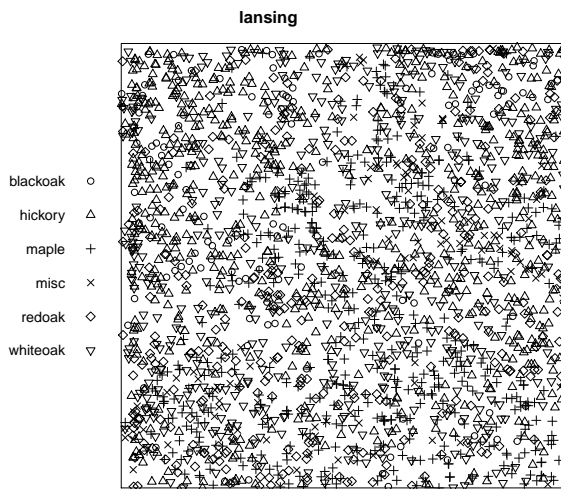 lansing
blackoak
hickory
maple
misc
redoak
whiteoak